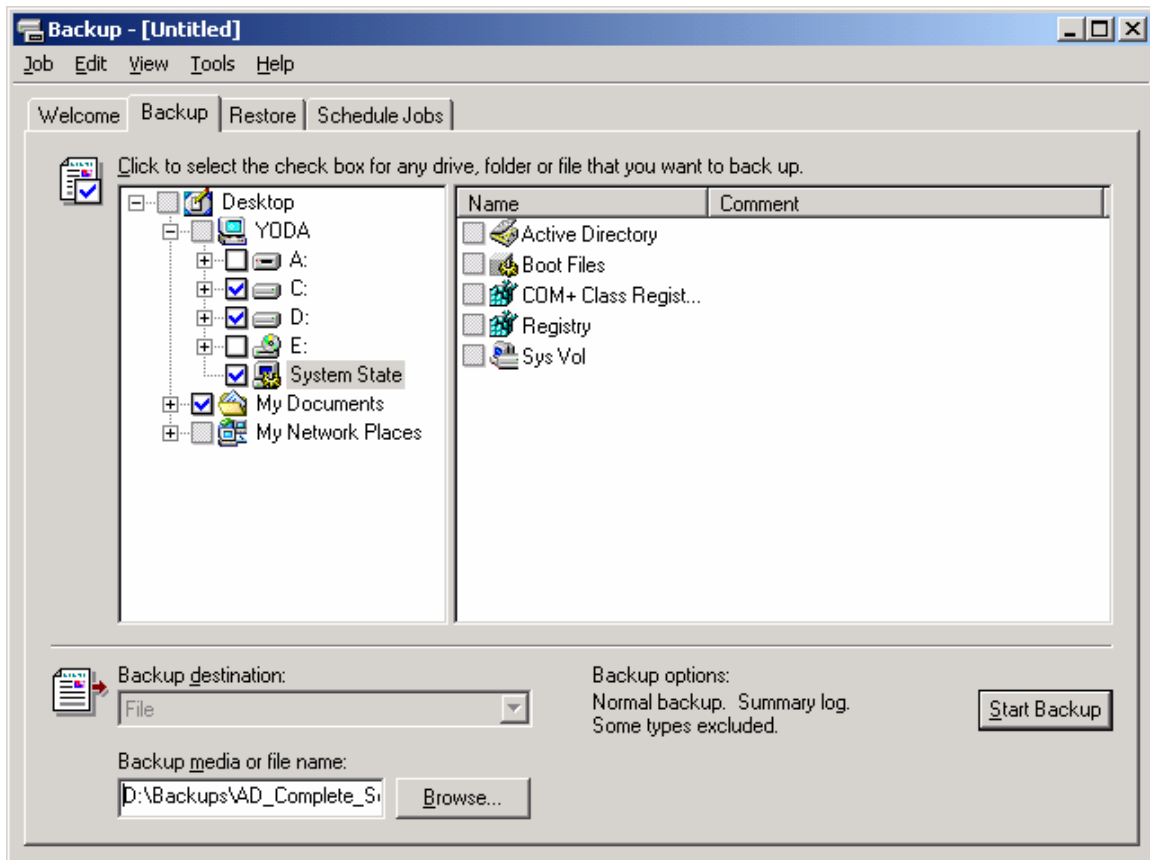 Backup - [Untitled]
Job Edit View Tools Help
Welcome Backup Restore Schedule Jobs
Click to select the check box for any drive, folder or file that you want to back up.
Desktop
YODA
A:
C:
D:
E:
System State
My Documents
My Network Places
Name Comment
Active Directory
Boot Files
COM+ Class Regist...
Registry
Sys Vol
Backup destination:
File
Backup media or file name:
D:\Backups\AD_Complete_S
Browse...
Backup options:
Normal backup. Summary log.
Some types excluded.
Start Backup